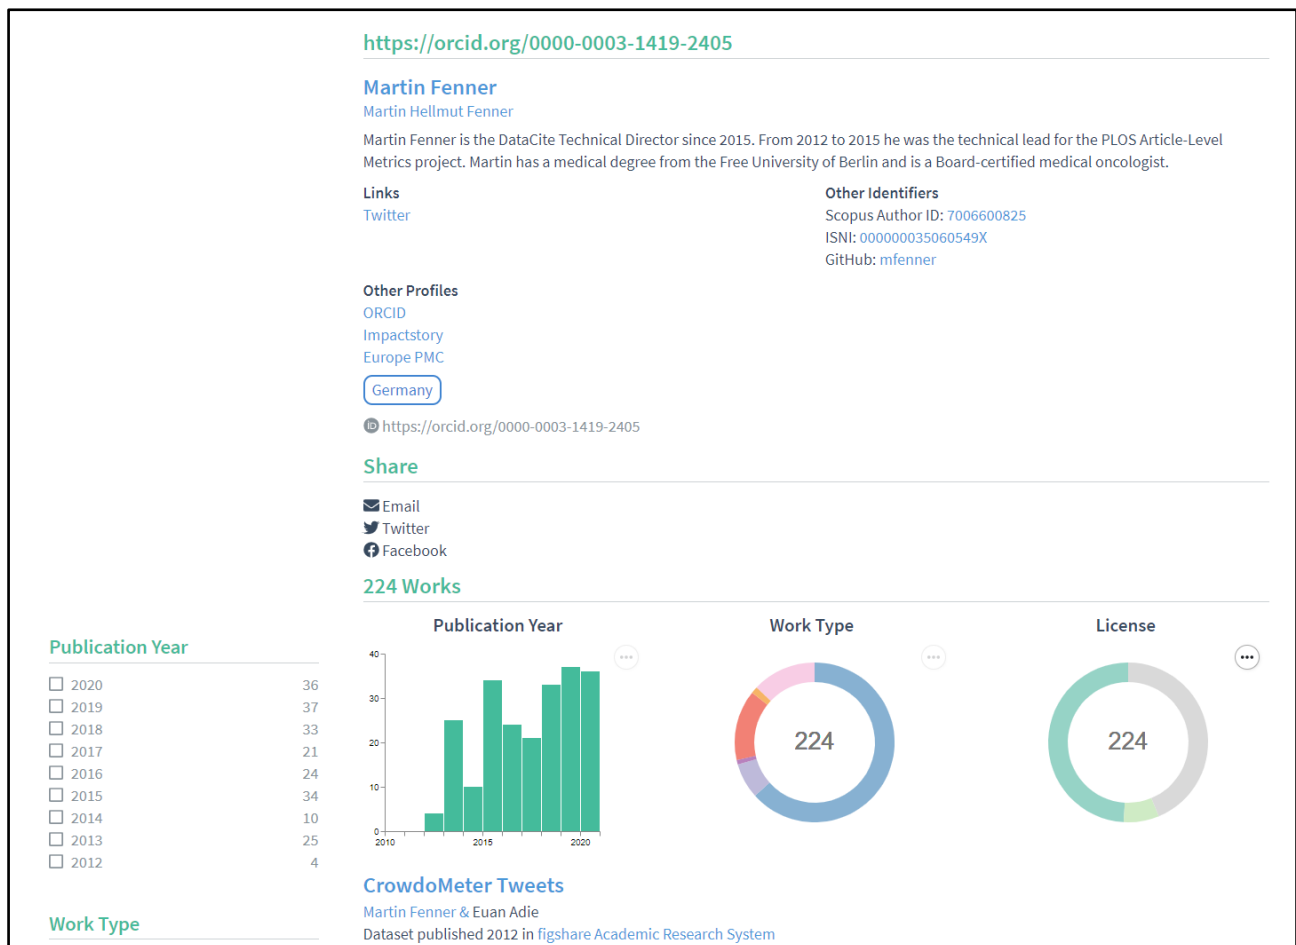 https://orcid.org/0000-0003-1419-2405
Martin Fenner
Martin Hellmut Fenner
Martin Fenner is the DataCite Technical Director since 2015. From 2012 to 2015 he was the technical lead for the PLOS Article-Level
Metrics project. Martin has a medical degree from the Free University of Berlin and is a Board-certified medical oncologist.
Links
Twitter
Other Identifiers
Scopus Author ID: 7006600825
ISNI: 000000035060549X
GitHub: mfenner
Other Profiles
ORCID
Impactstory
Europe PMC
Germany
iD https://orcid.org/0000-0003-1419-2405
Share
Email
Twitter
Facebook
224 Works
Publication Year
2020 36
2019 37
2018 33
2017 21
2016 24
2015 34
2014 10
2013 25
2012 4
Work Type
Publication Year
40
30
20
10
0
2010 2015 2020
Work Type
224
License
224
CrowdoMeter Tweets
Martin Fenner & Euan Adie
Dataset published 2012 in figshare Academic Research System